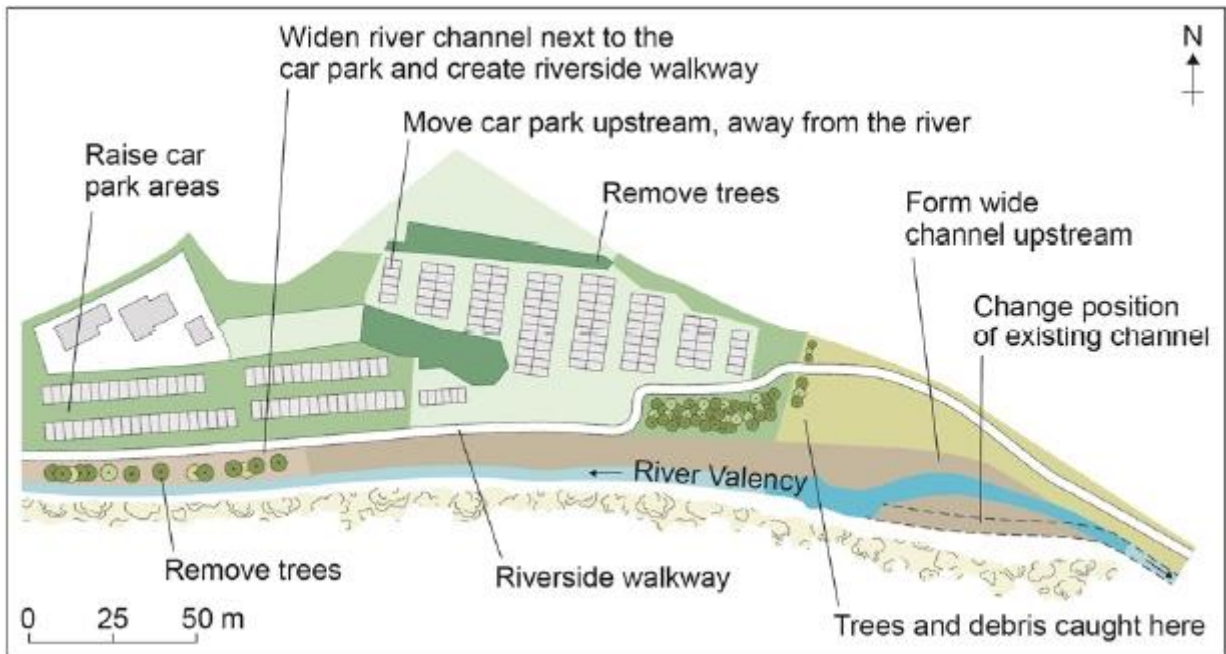 Widen river channel next to the
car park and create riverside walkway
N
Move car park upstream, away from the river
Raise car
park areas
Remove trees
Form wide
channel upstream
Change position
of existing channel
River Valency
Remove trees
Riverside walkway
0 25 50 m
Trees and debris caught here